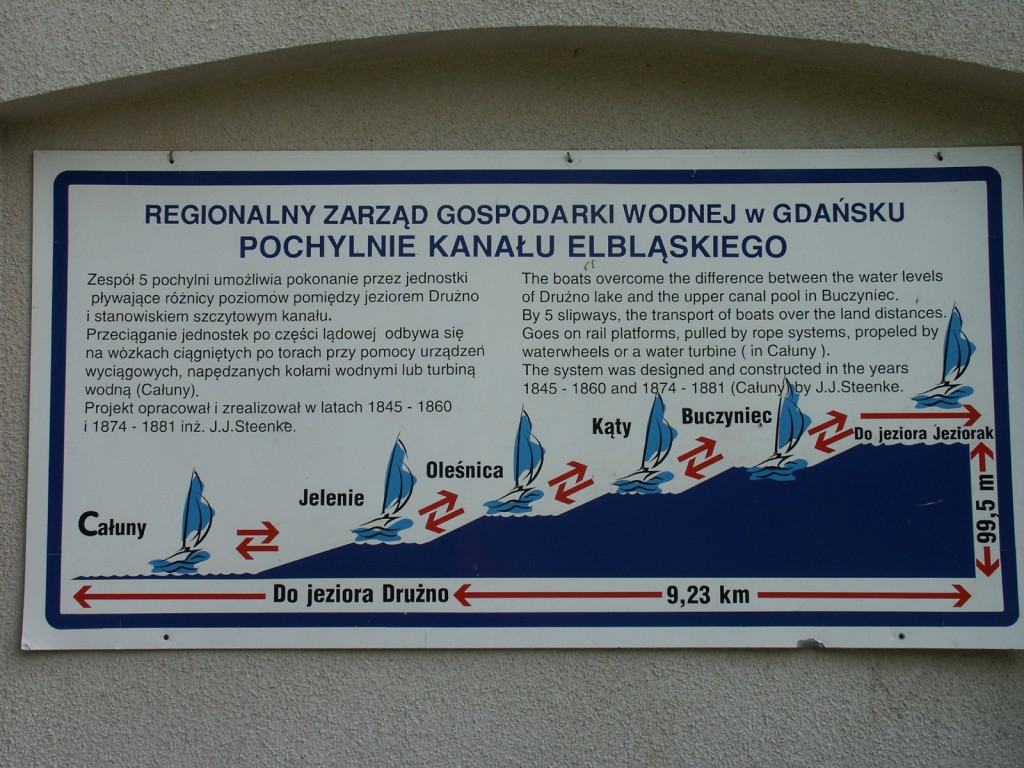 REGIONALNY ZARZĄD GOSPODARKI WODNEJ w GDAŃSKU
POCHYLNIE KANAŁU ELBLĄSKIEGO
Zespół 5 pochylni umożliwia pokonanie przez jednostki
pływające różnicy poziomów pomiędzy jeziorem Drużno
i stanowiskiem szczytowym kanału.
Przeciąganie jednostek po części lądowej odbywa się
na wózkach ciągniętych po torach przy pomocy urządzeń
wyciągowych, napędzanych kołami wodnymi lub turbiną
wodną (Całuny).
Projekt opracował i zrealizował w latach 1845 - 1860
i 1874 - 1881 inż. J.J.Steenke.
The boats overcome the difference between the water levels
of Drużno lake and the upper canal pool in Buczyniec.
By 5 slipways, the transport of boats over the land distances.
Goes on rail platforms, pulled by rope systems, propeled by
waterwheels or a water turbine ( in Całuny ).
The system was designed and constructed in the years
1845 - 1860 and 1874 - 1881 (Całuny) by J.J.Steenke.
Całuny
Jelenie
Oleśnica
Kąty
Buczyniec
Do jeziora Jeziorak
99,5 m
Do jeziora Drużno
9,23 km